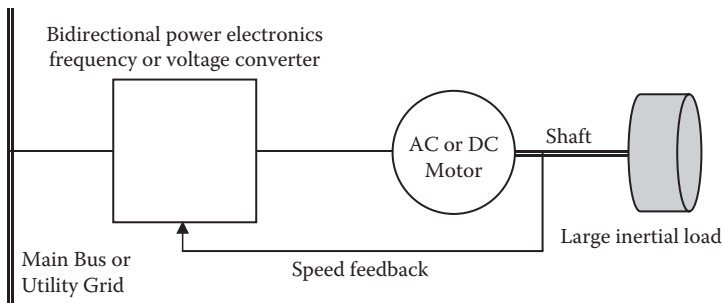 Bidirectional power electronics
frequency or voltage converter
AC or DC
Motor
Shaft
Large inertial load
Main Bus or
Utility Grid
Speed feedback